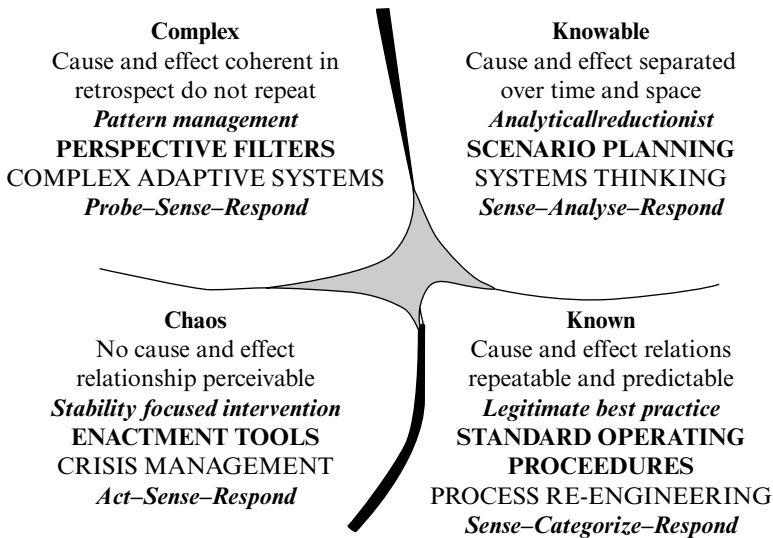 Complex
Cause and effect coherent in
retrospect do not repeat
Pattern management
PERSPECTIVE FILTERS
COMPLEX ADAPTIVE SYSTEMS
Probe–Sense–Respond
Knowable
Cause and effect separated
over time and space
Analytical/reductionist
SCENARIO PLANNING
SYSTEMS THINKING
Sense–Analyse–Respond
Chaos
No cause and effect
relationship perceivable
Stability focused intervention
ENACTMENT TOOLS
CRISIS MANAGEMENT
Act–Sense–Respond
Known
Cause and effect relations
repeatable and predictable
Legitimate best practice
STANDARD OPERATING
PROCEEDURES
PROCESS RE-ENGINEERING
Sense–Categorize–Respond